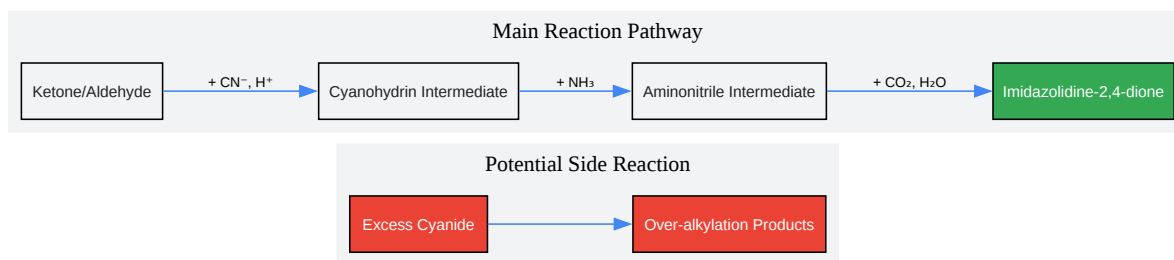 Main Reaction Pathway
Ketone/Aldehyde
+ CN⁻, H⁺
Cyanohydrin Intermediate
+ NH₃
Aminonitrile Intermediate
+ CO₂, H₂O
Imidazolidine-2,4-dione
Potential Side Reaction
Excess Cyanide
Over-alkylation Products